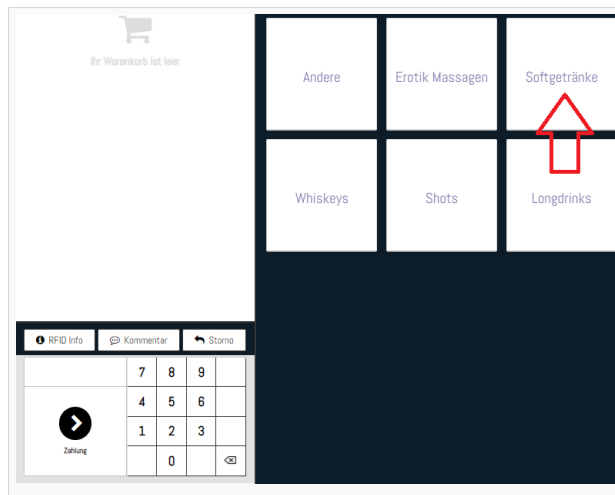 Ihr Warenkorb ist leer
Andere
Erotik Massagen
Softgetränke
Whiskeys
Shots
Longdrinks
RFID Info
Kommentar
Storno
7 8 9
4 5 6
1 2 3
0
Zahlung